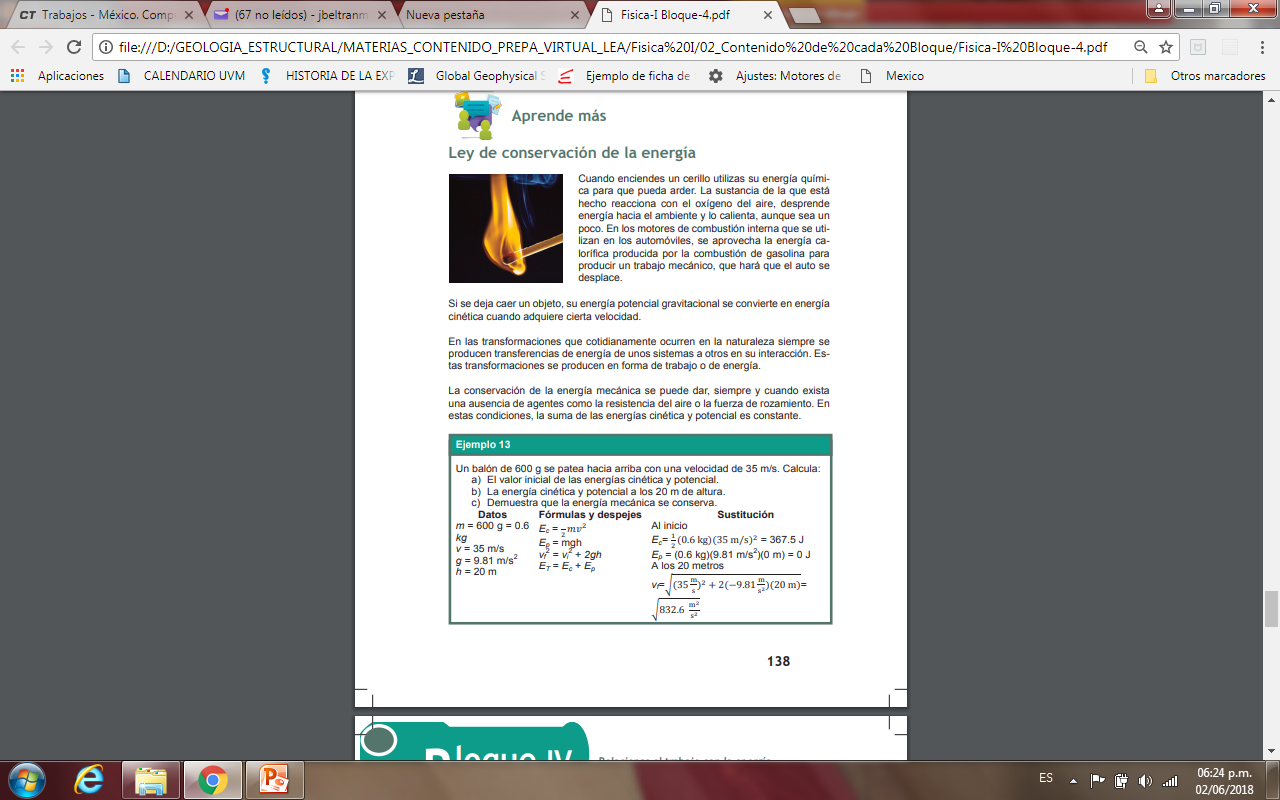 CT Trabajos - México. Comp
(67 no leídos) - jbeltranm
Nueva pestaña
Fisica-I Bloque-4.pdf
file:///D:/GEOLOGIA_ESTRUCTURAL/MATERIAS_CONTENIDO_PREPA_VIRTUAL_LEA/Fisica%20I/02_Contenido%20de%20cada%20Bloque/Fisica-I%20Bloque-4.pdf
Aplicaciones
CALENDARIO UVM
HISTORIA DE LA EXP
Global Geophysical S
Ejemplo de ficha de
Ajustes: Motores de
Mexico
Otros marcadores
Aprende más
Ley de conservación de la energía
Cuando enciendes un cerillo utilizas su energía quími-
ca para que pueda arder. La sustancia de la que está
hecho reacciona con el oxígeno del aire, desprende
energía hacia el ambiente y lo calienta, aunque sea un
poco. En los motores de combustión interna que se uti-
lizan en los automóviles, se aprovecha la energía ca-
lorífica producida por la combustión de gasolina para
producir un trabajo mecánico, que hará que el auto se
desplace.
Si se deja caer un objeto, su energía potencial gravitacional se convierte en energía
cinética cuando adquiere cierta velocidad.
En las transformaciones que cotidianamente ocurren en la naturaleza siempre se
producen transferencias de energía de unos sistemas a otros en su interacción. Es-
tas transformaciones se producen en forma de trabajo o de energía.
La conservación de la energía mecánica se puede dar, siempre y cuando exista
una ausencia de agentes como la resistencia del aire o la fuerza de rozamiento. En
estas condiciones, la suma de las energías cinética y potencial es constante.
Ejemplo 13
Un balón de 600 g se patea hacia arriba con una velocidad de 35 m/s. Calcula:
a) El valor inicial de las energías cinética y potencial.
b) La energía cinética y potencial a los 20 m de altura.
c) Demuestra que la energía mecánica se conserva.
Datos
m = 600 g = 0.6
kg
v = 35 m/s
g = 9.81 m/s²
h = 20 m
Fórmulas y despejes
Ec = –2 mv²
Ep = mgh
vf² = vi² + 2gh
ET = Ec + Ep
Sustitución
Al inicio
Ec= ½(0.6 kg)(35 m/s)² = 367.5 J
Ep = (0.6 kg)(9.81 m/s²)(0 m) = 0 J
A los 20 metros
vf=√(35 m/s)² + 2(−9.81 m/s²)(20 m)=
√832.6 m²/s²
138
Bloque IV
ES
06:24 p.m.
02/06/2018